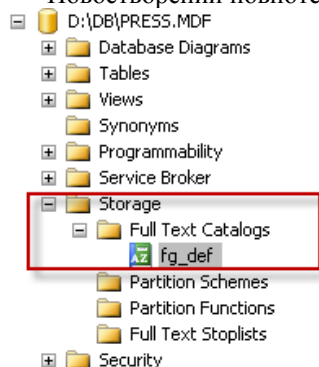 Новостворений
D:\DB\PRESS.MDF
Database Diagrams
Tables
Views
Synonyms
Programmability
Service Broker
Storage
Full Text Catalogs
fg_def
Partition Schemes
Partition Functions
Full Text Stoplists
Security